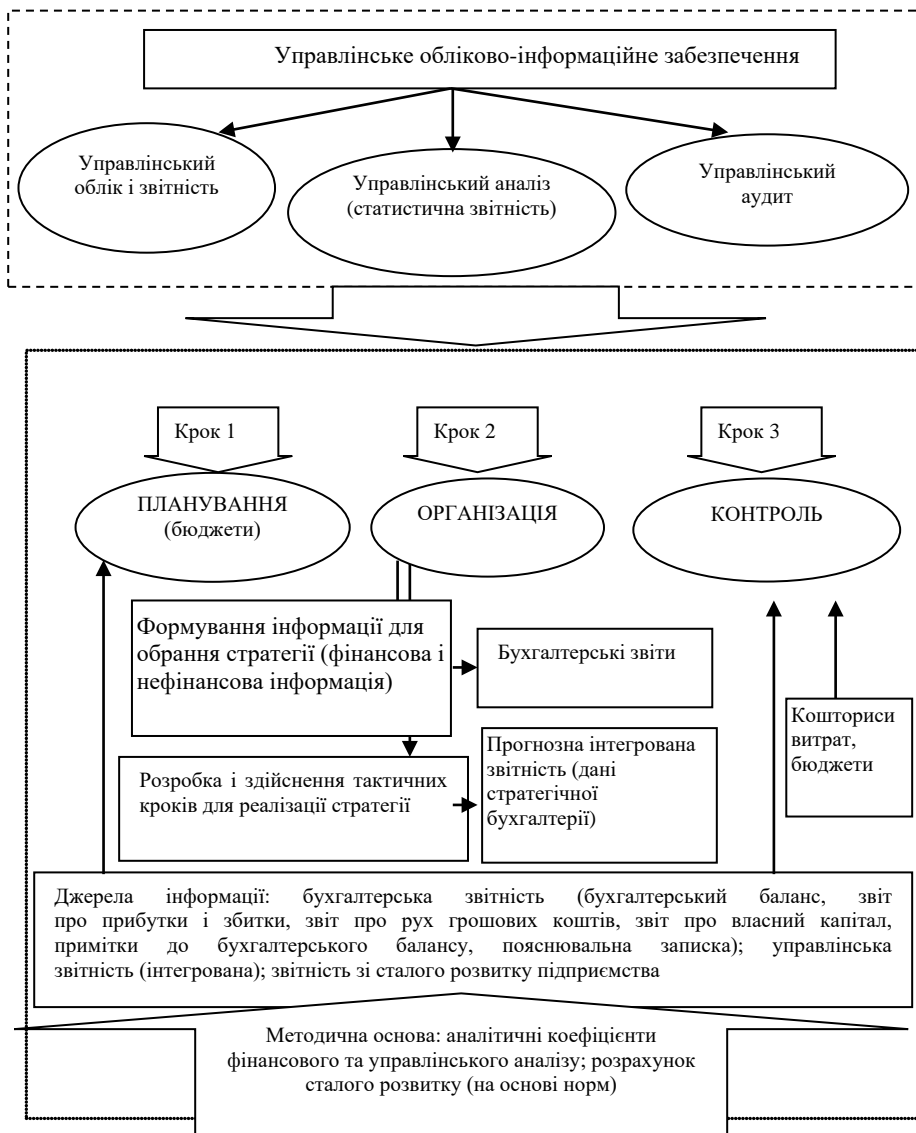 Управлінське обліково-інформаційне забезпечення
Управлінський
облік і звітність
Управлінський аналіз
(статистична звітність)
Управлінський
аудит
Крок 1
Крок 2
Крок 3
ПЛАНУВАННЯ
(бюджети)
ОРГАНІЗАЦІЯ
КОНТРОЛЬ
Формування інформації для
обрання стратегії (фінансова і
нефінансова інформація)
Бухгалтерські звіти
Кошториси
витрат,
бюджети
Розробка і здійснення тактичних
кроків для реалізації стратегії
Прогнозна інтегрована
звітність (дані
стратегічної
бухгалтерії)
Джерела інформації: бухгалтерська звітність (бухгалтерський баланс, звіт
про прибутки і збитки, звіт про рух грошових коштів, звіт про власний капітал,
примітки до бухгалтерського балансу, пояснювальна записка); управлінська
звітність (інтегрована); звітність зі сталого розвитку підприємства
Методична основа: аналітичні коефіцієнти
фінансового та управлінського аналізу; розрахунок
сталого розвитку (на основі норм)